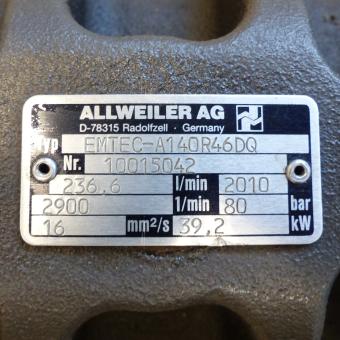 ALLWEILER AG
D-78315 Radolfzell · Germany
Typ EMTEC-A140R46DQ
Nr. 10015042
236,6 l/min 2010
2900 1/min 80 bar
16 mm²/s 39,2 kW